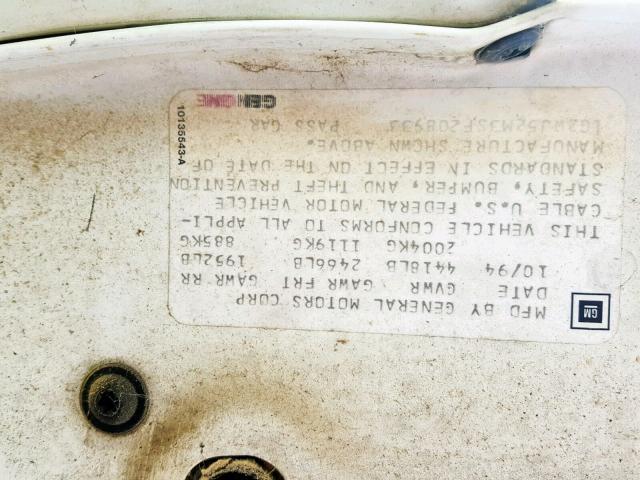 GM
MFD BY GENERAL MOTORS CORP
DATE GVWR GAWR FRT GAWR RR
10/94 4418LB 2466LB 1952LB
2004KG 1119KG 885KG
THIS VEHICLE CONFORMS TO ALL APPLI-
CABLE U.S. FEDERAL MOTOR VEHICLE
SAFETY, BUMPER, AND THEFT PREVENTION
STANDARDS IN EFFECT ON THE DATE OF
MANUFACTURE SHOWN ABOVE.
PASS CAR
10135543-A